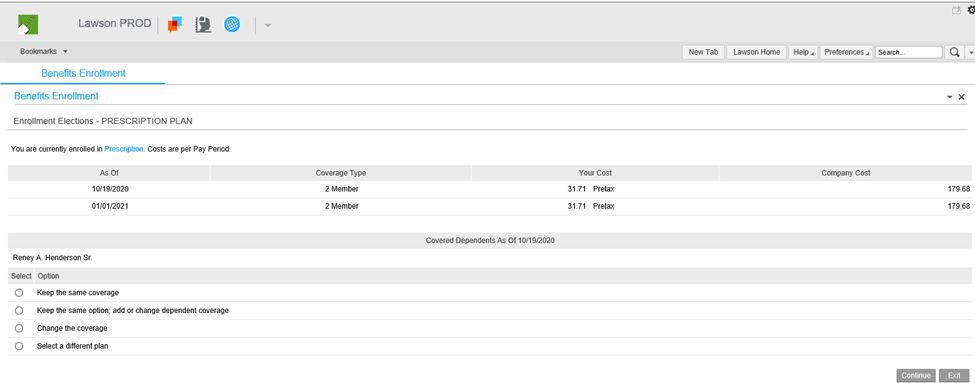 Lawson PROD
Bookmarks New Tab Lawson Home Help Preferences Search...
Benefits Enrollment
Benefits Enrollment
Enrollment Elections - PRESCRIPTION PLAN
You are currently enrolled in Prescription. Costs are per Pay Period.
As Of Coverage Type Your Cost Company Cost
10/19/2020 2 Member 31.71 Pretax 179.68
01/01/2021 2 Member 31.71 Pretax 179.68
Covered Dependents As Of 10/19/2020
Reney A. Henderson Sr.
Select Option
Keep the same coverage
Keep the same option; add or change dependent coverage
Change the coverage
Select a different plan
Continue Exit